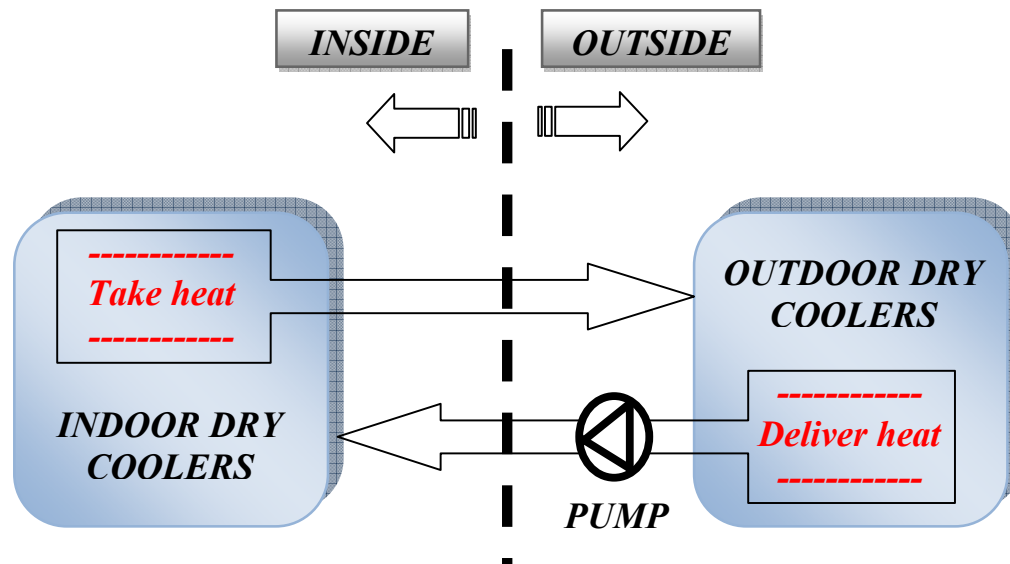 INSIDE
OUTSIDE
------------
Take heat
------------
INDOOR DRY
COOLERS
OUTDOOR DRY
COOLERS
------------
Deliver heat
------------
PUMP